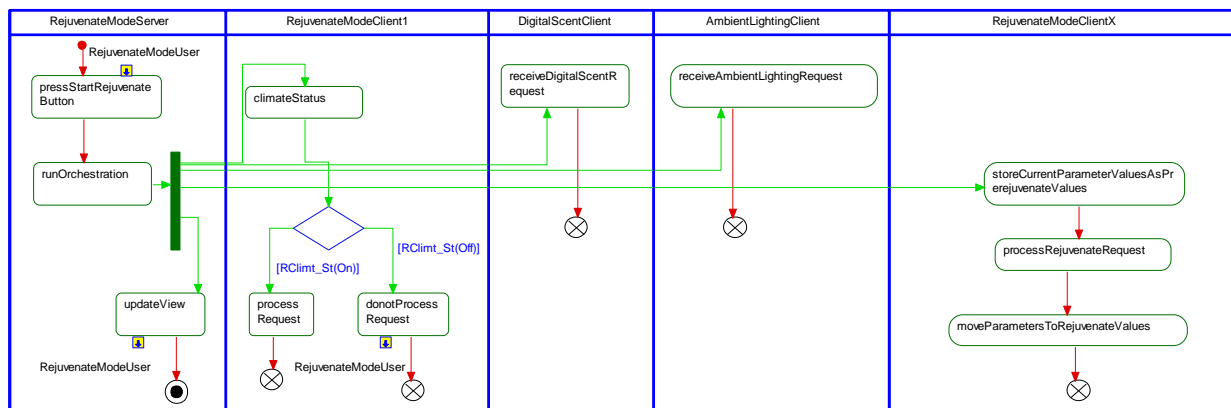 RejuvenateModeServer
RejuvenateModeClient1
DigitalScentClient
AmbientLightingClient
RejuvenateModeClientX
RejuvenateModeUser
pressStartRejuvenate
Button
climateStatus
receiveDigitalScentR
equest
receiveAmbientLightingRequest
runOrchestration
storeCurrentParameterValuesAsPr
erejuvenateValues
[RClimt_St(Off)]
[RClimt_St(On)]
processRejuvenateRequest
updateView
process
Request
donotProcess
Request
moveParametersToRejuvenateValues
RejuvenateModeUser
RejuvenateModeUser